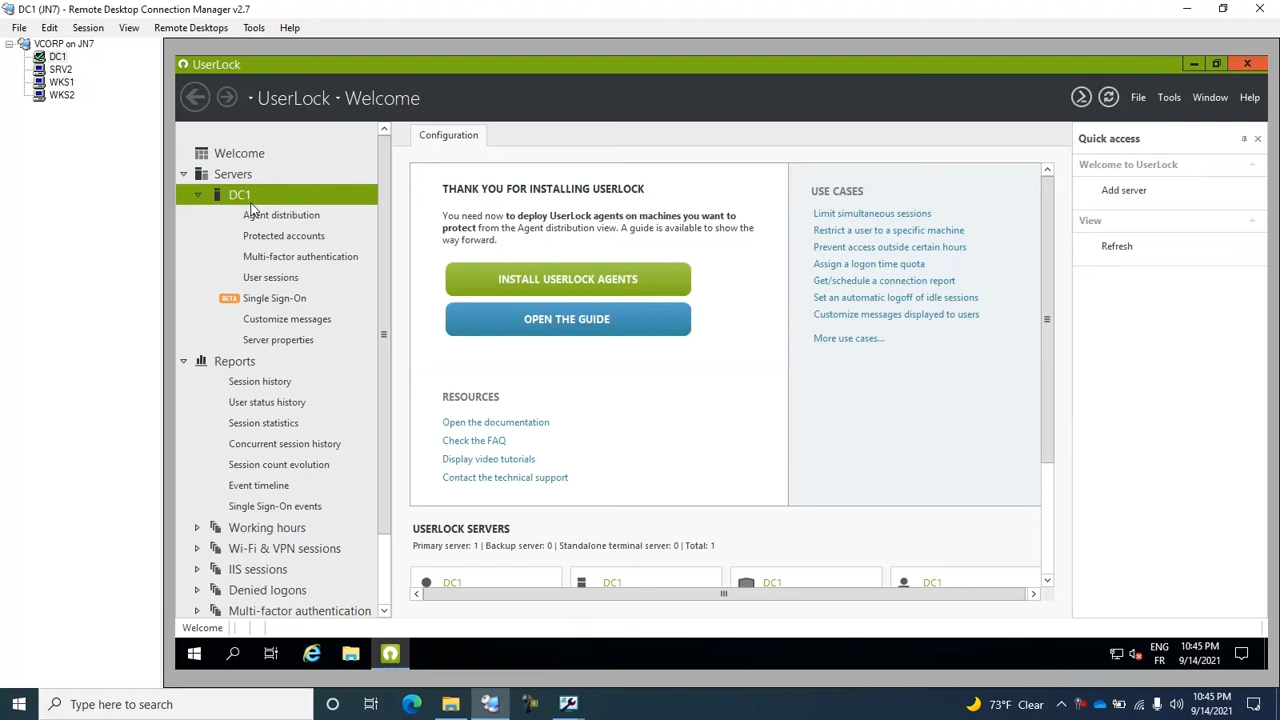 DC1 (JN7) - Remote Desktop Connection Manager v2.7
File Edit Session View Remote Desktops Tools Help
VCORP on JN7
DC1
SRV2
WKS1
WKS2
UserLock
UserLock · Welcome
File Tools Window Help
Welcome
Servers
DC1
Agent distribution
Protected accounts
Multi-factor authentication
User sessions
BETA Single Sign-On
Customize messages
Server properties
Reports
Session history
User status history
Session statistics
Concurrent session history
Session count evolution
Event timeline
Single Sign-On events
Working hours
Wi-Fi & VPN sessions
IIS sessions
Denied logons
Multi-factor authentication
Configuration
THANK YOU FOR INSTALLING USERLOCK
You need now to deploy UserLock agents on machines you want to
protect from the Agent distribution view. A guide is available to show the
way forward.
INSTALL USERLOCK AGENTS
OPEN THE GUIDE
RESOURCES
Open the documentation
Check the FAQ
Display video tutorials
Contact the technical support
USE CASES
Limit simultaneous sessions
Restrict a user to a specific machine
Prevent access outside certain hours
Assign a logon time quota
Get/schedule a connection report
Set an automatic logoff of idle sessions
Customize messages displayed to users
More use cases...
USERLOCK SERVERS
Primary server: 1 | Backup server: 0 | Standalone terminal server: 0 | Total: 1
DC1 DC1 DC1 DC1
Quick access
Welcome to UserLock
Add server
View
Refresh
Welcome
ENG
FR
10:45 PM
9/14/2021
Type here to search
73°F Clear
10:45 PM
9/14/2021